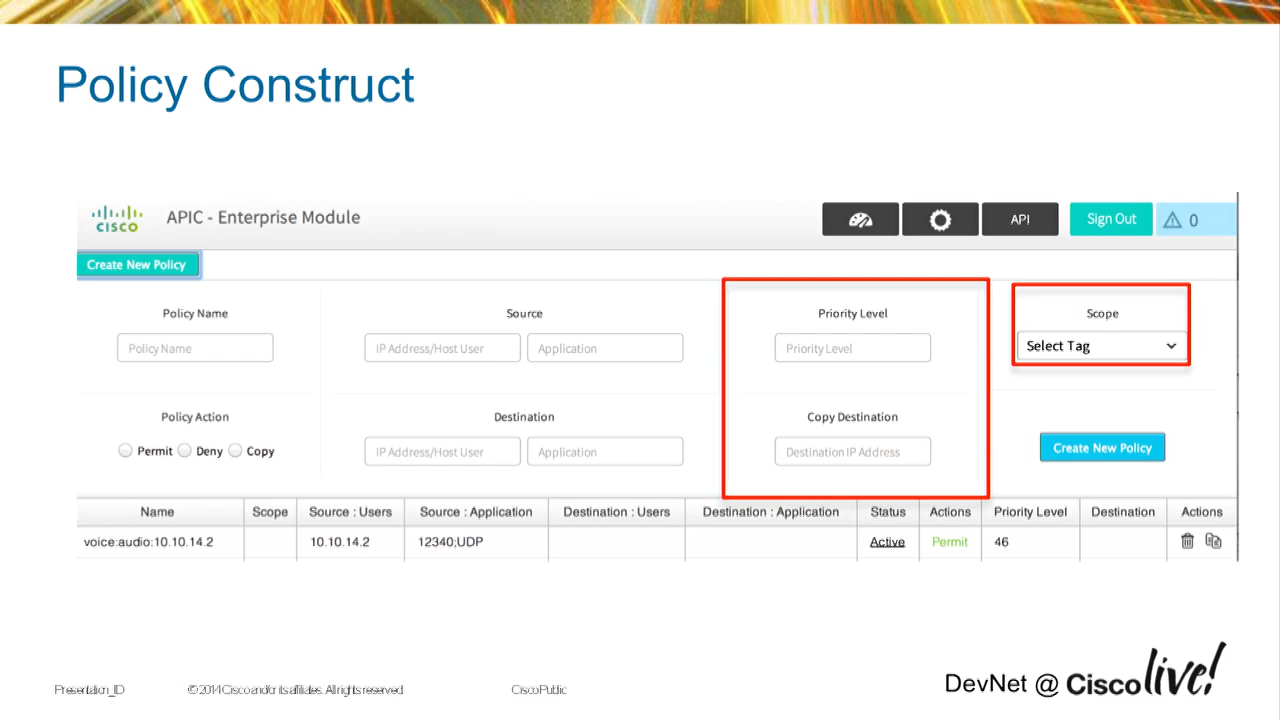 Policy Construct
CISCO
APIC - Enterprise Module
API
Sign Out
0
Create New Policy
Policy Name
Source
Priority Level
Scope
Policy Name
IP Address/Host User
Application
Priority Level
Select Tag
Policy Action
Destination
Copy Destination
Permit Deny Copy
IP Address/Host User
Application
Destination IP Address
Create New Policy
Name Scope Source : Users Source : Application Destination : Users Destination : Application Status Actions Priority Level Destination Actions
voice:audio:10.10.14.2 10.10.14.2 12340;UDP Active Permit 46
Presentation_ID © 2014 Cisco and/or its affiliates. All rights reserved. Cisco Public
DevNet @ Cisco live!